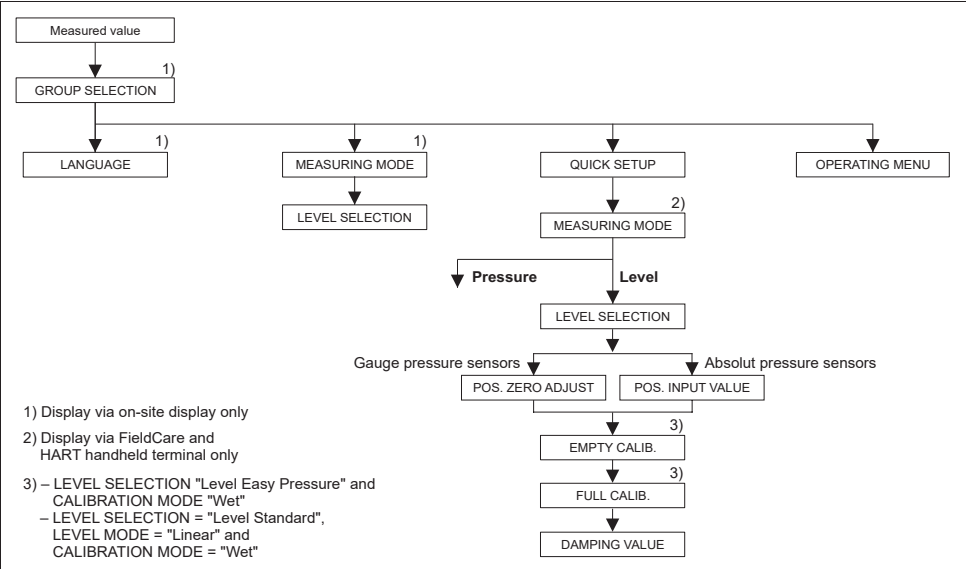 Measured value
1)
GROUP SELECTION
1)
1)
LANGUAGE
MEASURING MODE
QUICK SETUP
OPERATING MENU
LEVEL SELECTION
2)
MEASURING MODE
Pressure
Level
LEVEL SELECTION
Gauge pressure sensors
Absolut pressure sensors
POS. ZERO ADJUST
POS. INPUT VALUE
3)
EMPTY CALIB.
3)
FULL CALIB.
DAMPING VALUE
1) Display via on-site display only
2) Display via FieldCare and
HART handheld terminal only
3) – LEVEL SELECTION "Level Easy Pressure" and
CALIBRATION MODE "Wet"
– LEVEL SELECTION = "Level Standard",
LEVEL MODE = "Linear" and
CALIBRATION MODE = "Wet"